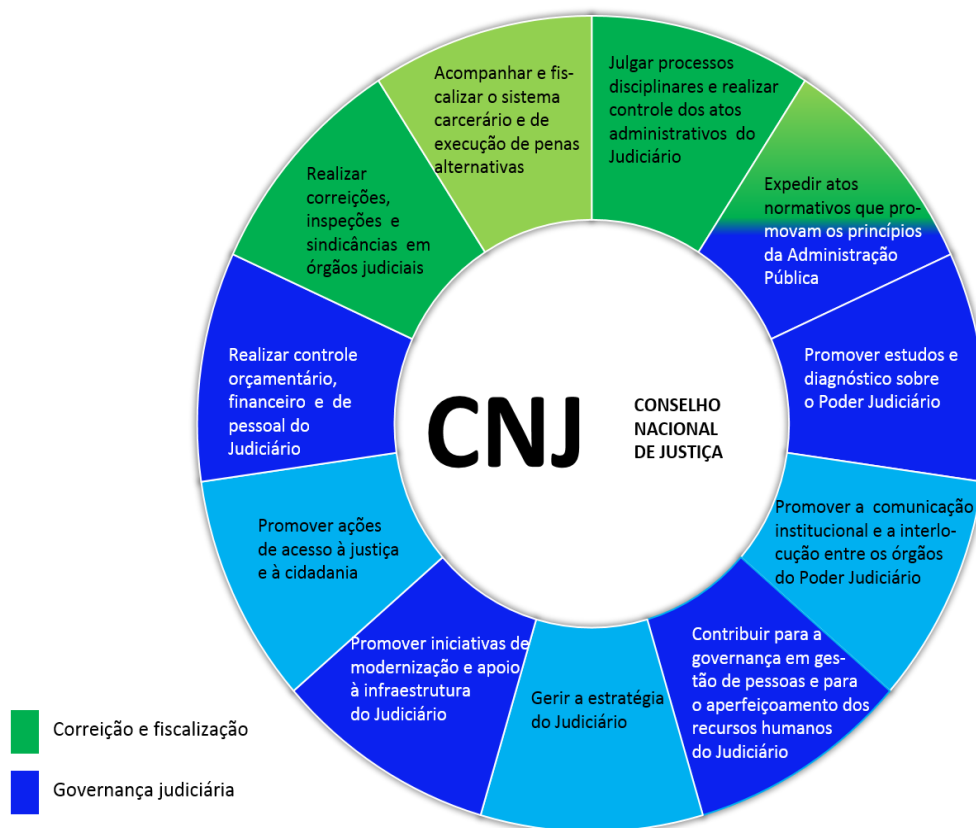 Julgar processos
disciplinares e realizar
controle dos atos
administrativos do
Judiciário
Expedir atos
normativos que pro-
movam os princípios
da Administração
Pública
Promover estudos e
diagnóstico sobre
o Poder Judiciário
Promover a comunicação
institucional e a interlo-
cução entre os órgãos
do Poder Judiciário
Contribuir para a
governança em ges-
tão de pessoas e para
o aperfeiçoamento dos
recursos humanos
do Judiciário
Gerir a estratégia
do Judiciário
Promover iniciativas de
modernização e apoio
à infraestrutura
do Judiciário
Promover ações
de acesso à justiça
e à cidadania
Realizar controle
orçamentário,
financeiro e de
pessoal do
Judiciário
Realizar
correições,
inspeções e
sindicâncias em
órgãos judiciais
Acompanhar e fis-
calizar o sistema
carcerário e de
execução de penas
alternativas
CNJ
CONSELHO
NACIONAL
DE JUSTIÇA
Correição e fiscalização
Governança judiciária